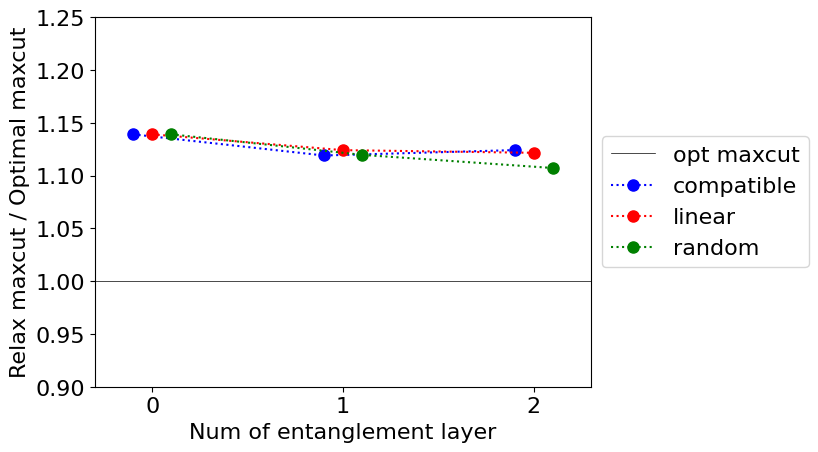 Relax maxcut / Optimal maxcut
1.25
1.20
1.15
1.10
1.05
1.00
0.95
0.90
0
1
2
Num of entanglement layer
opt maxcut
compatible
linear
random